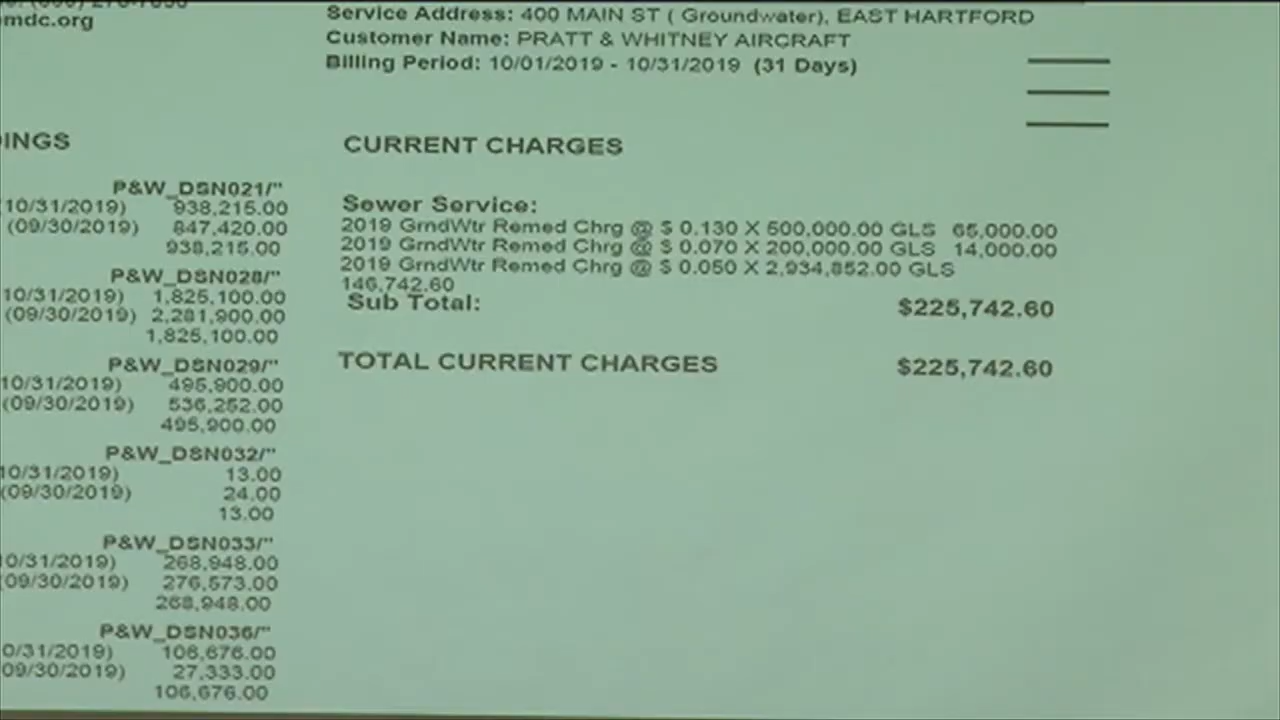 mdc.org
Service Address: 400 MAIN ST ( Groundwater), EAST HARTFORD
Customer Name: PRATT & WHITNEY AIRCRAFT
Billing Period: 10/01/2019 - 10/31/2019 (31 Days)
INGS
P&W_DSN021/"
(10/31/2019) 938,215.00
(09/30/2019) 847,420.00
938,215.00
P&W_DSN028/"
10/31/2019) 1,825,100.00
(09/30/2019) 2,281,900.00
1,825,100.00
P&W_DSN029/"
10/31/2019) 495,900.00
(09/30/2019) 536,252.00
495,900.00
P&W_DSN032/"
10/31/2019) 13.00
(09/30/2019) 24.00
13.00
P&W_DSN033/"
0/31/2019) 268,948.00
(09/30/2019) 276,573.00
268,948.00
P&W_DSN036/"
0/31/2019) 106,676.00
09/30/2019) 27,333.00
106,676.00
CURRENT CHARGES
Sewer Service:
2019 GrndWtr Remed Chrg @ $ 0.130 X 500,000.00 GLS 65,000.00
2019 GrndWtr Remed Chrg @ $ 0.070 X 200,000.00 GLS 14,000.00
2019 GrndWtr Remed Chrg @ $ 0.050 X 2,934,852.00 GLS
146,742.60
Sub Total: $225,742.60
TOTAL CURRENT CHARGES $225,742.60